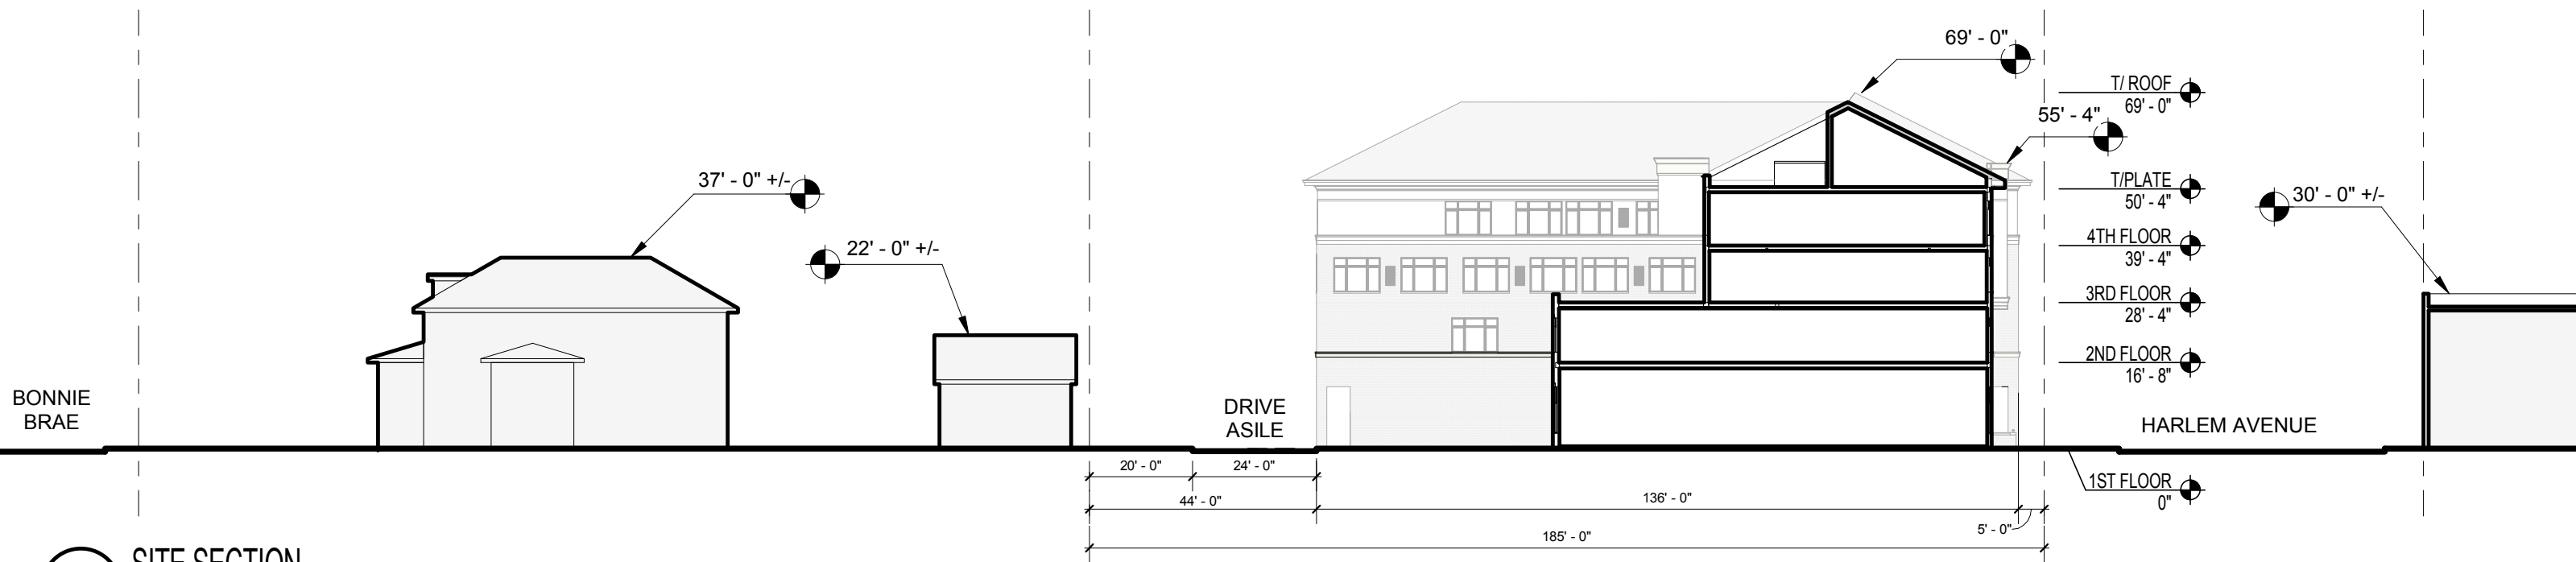 69' - 0"
T/ ROOF
69' - 0"
55' - 4"
37' - 0" +/-
T/PLATE
50' - 4"
30' - 0" +/-
22' - 0" +/-
4TH FLOOR
39' - 4"
3RD FLOOR
28' - 4"
2ND FLOOR
16' - 8"
BONNIE
BRAE
DRIVE
ASILE
HARLEM AVENUE
20' - 0"
24' - 0"
1ST FLOOR
0"
44' - 0"
136' - 0"
5' - 0"
185' - 0"
SITE SECTION